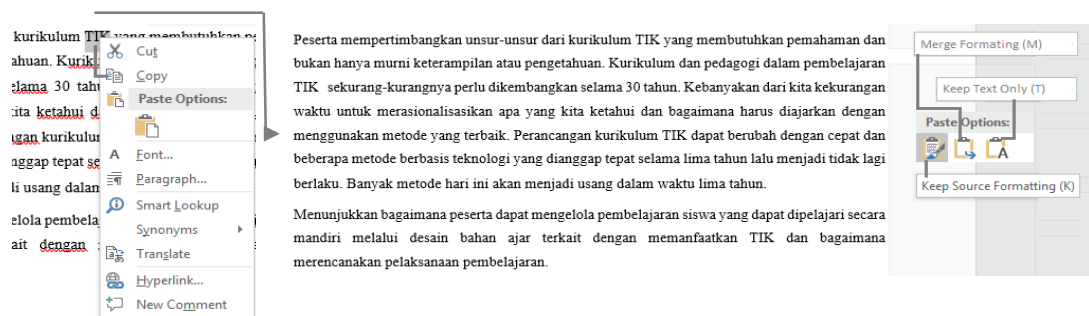 kurikulum TIK yang membutuhkan pe
ahuan. Kurik
elama 30 tahu
kita ketahui d
ngan kurikulum
nggap tepat se
di usang dalam
elola pembela
ait dengan
Cut
Copy
Paste Options:
Font...
Paragraph...
Smart Lookup
Synonyms
Translate
Hyperlink...
New Comment
Peserta mempertimbangkan unsur-unsur dari kurikulum TIK yang membutuhkan pemahaman dan
bukan hanya murni keterampilan atau pengetahuan. Kurikulum dan pedagogi dalam pembelajaran
TIK sekurang-kurangnya perlu dikembangkan selama 30 tahun. Kebanyakan dari kita kekurangan
waktu untuk merasionalisasikan apa yang kita ketahui dan bagaimana harus diajarkan dengan
menggunakan metode yang terbaik. Perancangan kurikulum TIK dapat berubah dengan cepat dan
beberapa metode berbasis teknologi yang dianggap tepat selama lima tahun lalu menjadi tidak lagi
berlaku. Banyak metode hari ini akan menjadi usang dalam waktu lima tahun.
Menunjukkan bagaimana peserta dapat mengelola pembelajaran siswa yang dapat dipelajari secara
mandiri melalui desain bahan ajar terkait dengan memanfaatkan TIK dan bagaimana
merencanakan pelaksanaan pembelajaran.
Merge Formating (M)
Keep Text Only (T)
Paste Options:
Keep Source Formatting (K)